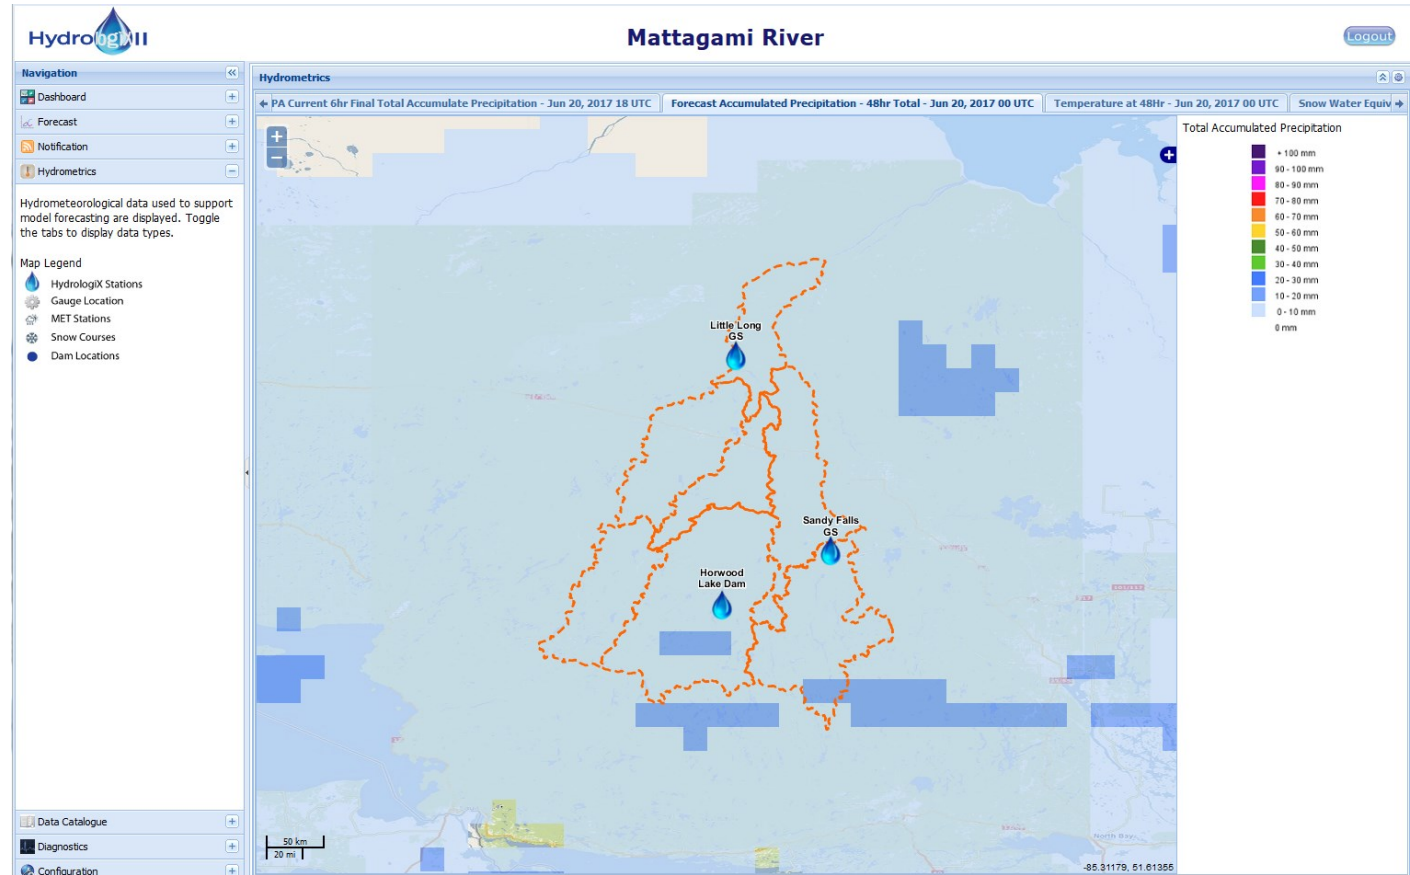 HydrologiX II
Mattagami River
Logout
Navigation
Dashboard
Forecast
Notification
Hydrometrics
Hydrometeorological data used to support
model forecasting are displayed. Toggle
the tabs to display data types.
Map Legend
HydrologiX Stations
Gauge Location
MET Stations
Snow Courses
Dam Locations
Data Catalogue
Diagnostics
Configuration
Hydrometrics
PA Current 6hr Final Total Accumulate Precipitation - Jun 20, 2017 18 UTC
Forecast Accumulated Precipitation - 48hr Total - Jun 20, 2017 00 UTC
Temperature at 48Hr - Jun 20, 2017 00 UTC
Snow Water Equiv
Little Long
GS
Sandy Falls
GS
Horwood
Lake Dam
North Bay
50 km
20 mi
-85.31179, 51.61355
Total Accumulated Precipitation
+ 100 mm
90 - 100 mm
80 - 90 mm
70 - 80 mm
60 - 70 mm
50 - 60 mm
40 - 50 mm
30 - 40 mm
20 - 30 mm
10 - 20 mm
0 - 10 mm
0 mm